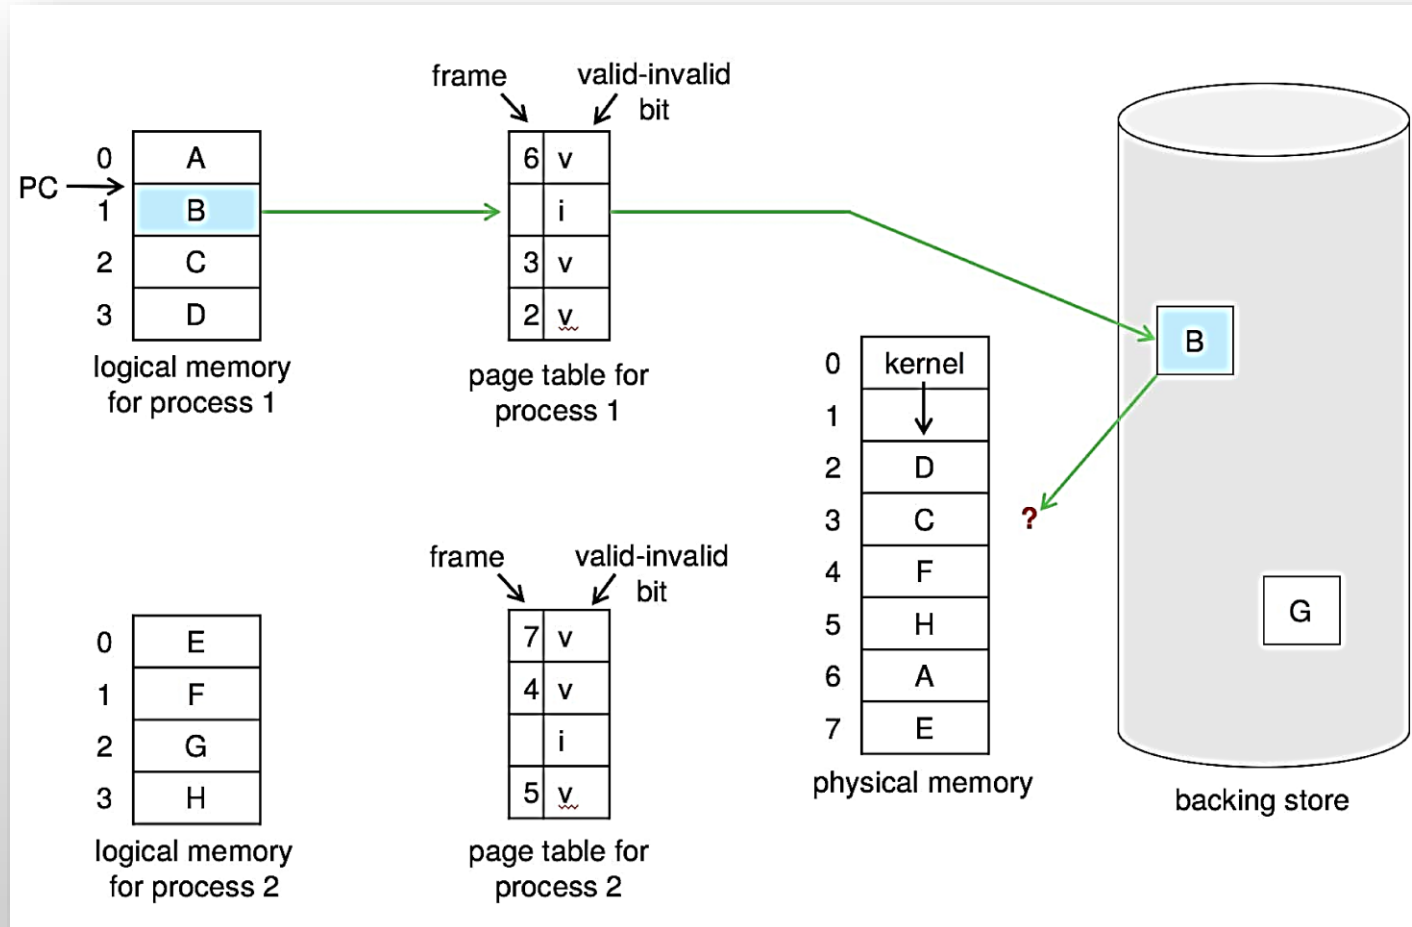 frame valid-invalid
bit
PC
0 A
1 B
2 C
3 D
logical memory
for process 1
6 v
i
3 v
2 v
page table for
process 1
0 kernel
1
2 D
3 C
4 F
5 H
6 A
7 E
physical memory
?
B
G
backing store
0 E
1 F
2 G
3 H
logical memory
for process 2
frame valid-invalid
bit
7 v
4 v
i
5 v
page table for
process 2